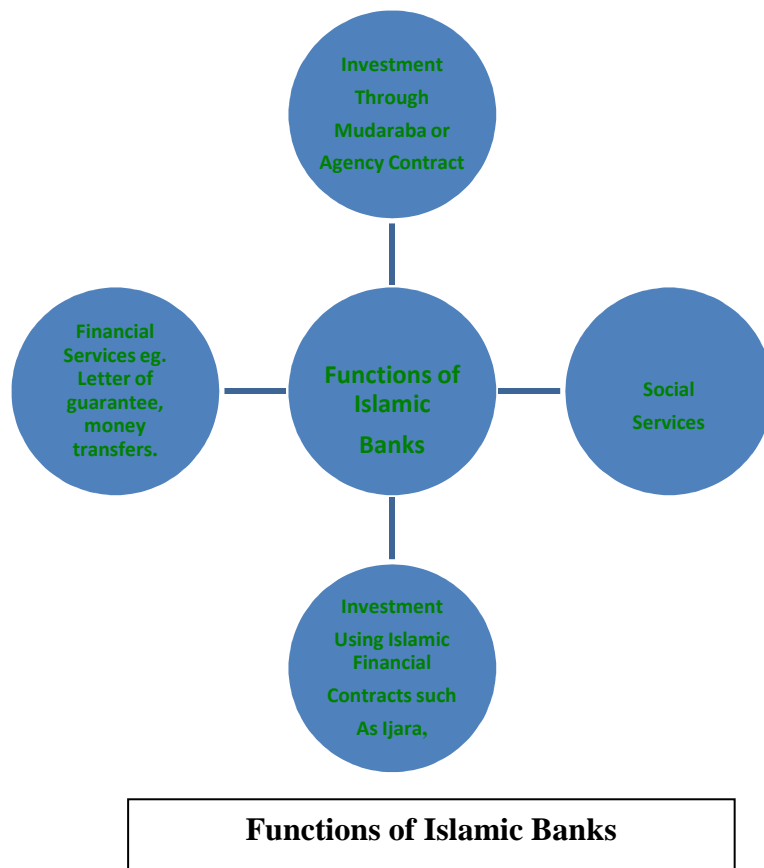 Investment
Through
Mudaraba or
Agency Contract
Financial
Services eg.
Letter of
guarantee,
money
transfers.
Functions of
Islamic
Banks
Social
Services
Investment
Using Islamic
Financial
Contracts such
As Ijara,
Functions of Islamic Banks